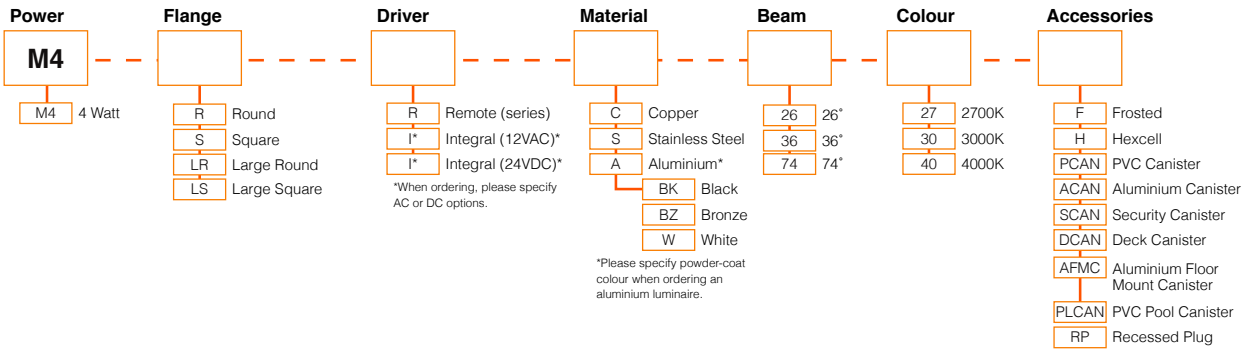 Power Flange Driver Material Beam Colour Accessories
M4
M4 4 Watt
R Round
S Square
LR Large Round
LS Large Square
R Remote (series)
I* Integral (12VAC)*
I* Integral (24VDC)*
*When ordering, please specify
AC or DC options.
C Copper
S Stainless Steel
A Aluminium*
BK Black
BZ Bronze
W White
*Please specify powder-coat
colour when ordering an
aluminium luminaire.
26 26˚
36 36˚
74 74˚
27 2700K
30 3000K
40 4000K
F Frosted
H Hexcell
PCAN PVC Canister
ACAN Aluminium Canister
SCAN Security Canister
DCAN Deck Canister
AFMC Aluminium Floor
Mount Canister
PLCAN PVC Pool Canister
RP Recessed Plug